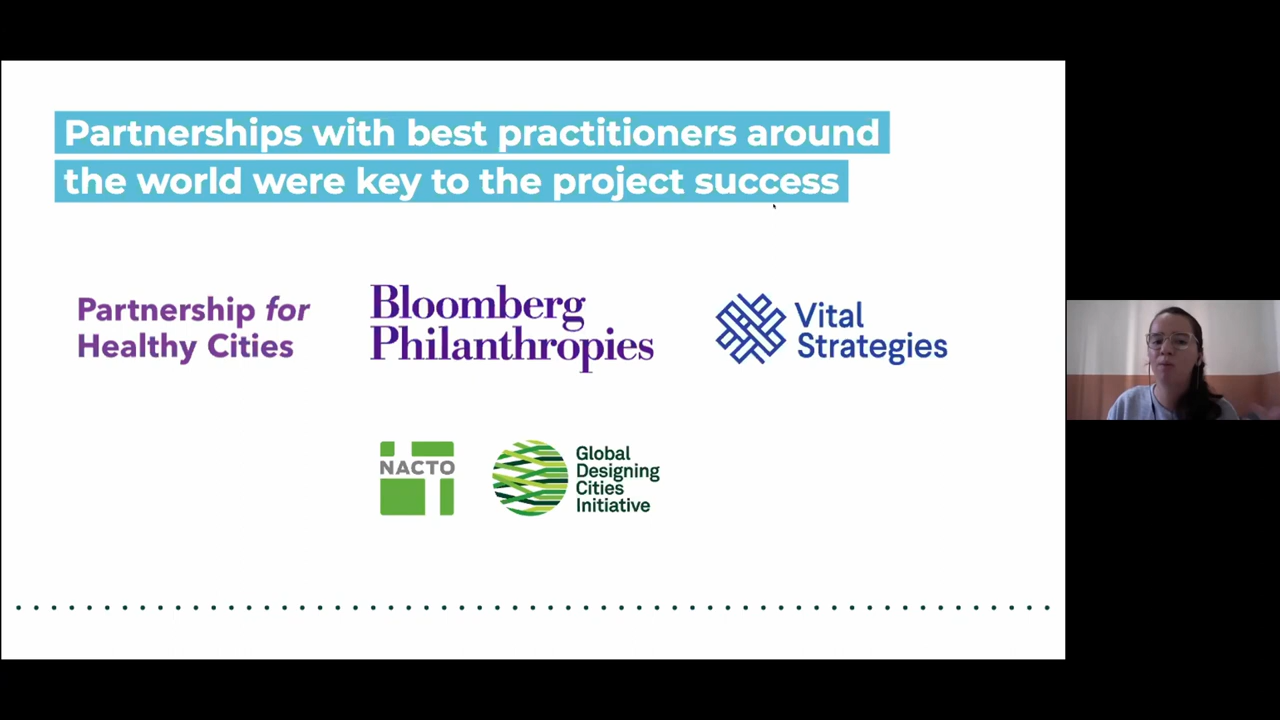 Partnerships with best practitioners around
the world were key to the project success
Partnership for
Healthy Cities
Bloomberg
Philanthropies
Vital
Strategies
NACTO
Global
Designing
Cities
Initiative